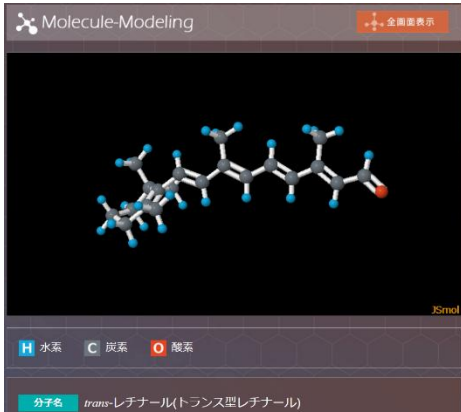 Molecule-Modeling
全画面表示
JSmol
H 水素 C 炭素 O 酸素
分子名 trans-レチナール(トランス型レチナール)